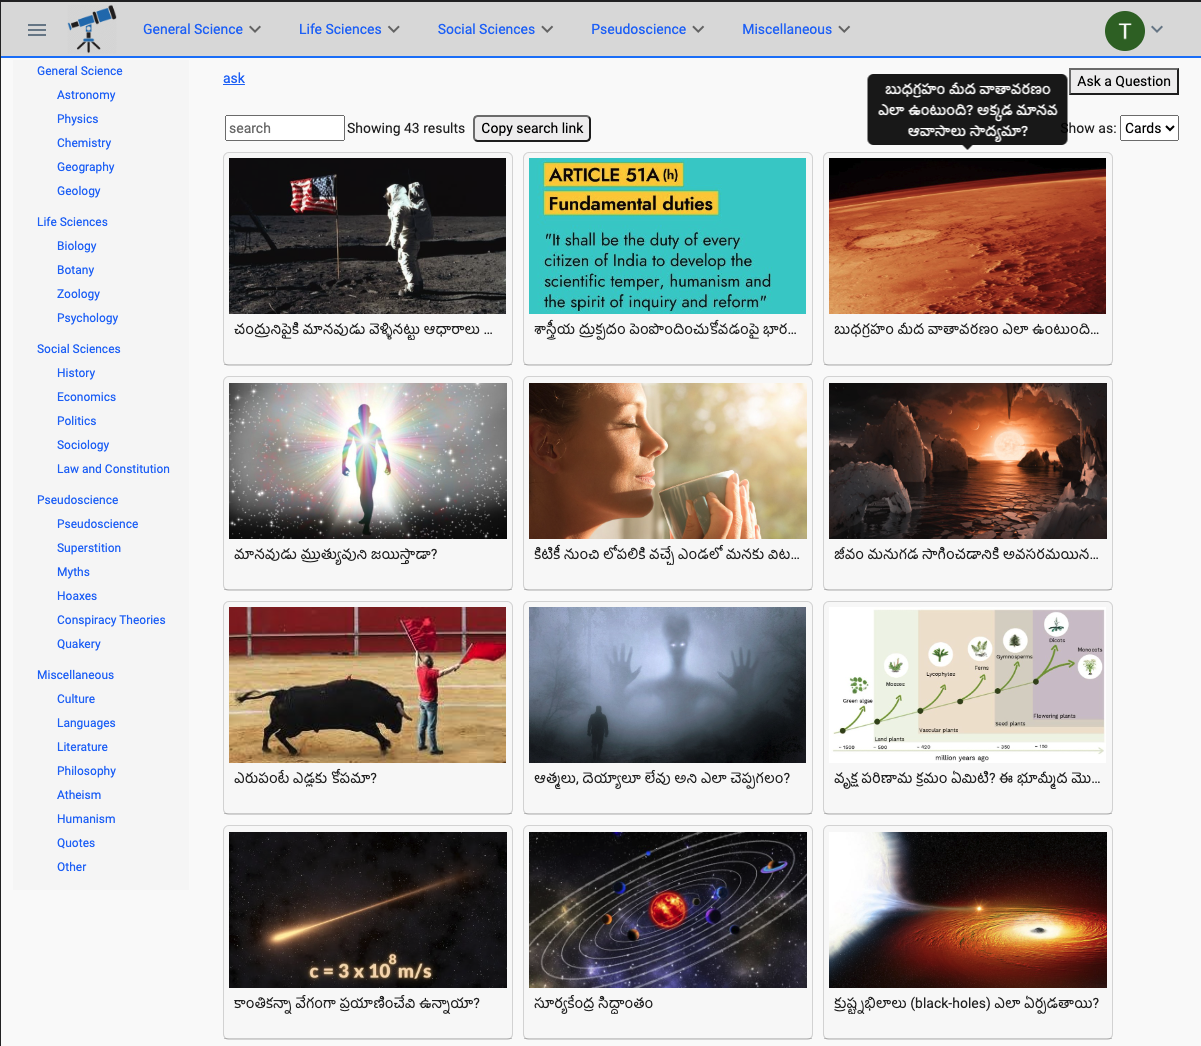 General Science
Life Sciences
Social Sciences
Pseudoscience
Miscellaneous
T
General Science
Astronomy
Physics
Chemistry
Geography
Geology
Life Sciences
Biology
Botany
Zoology
Psychology
Social Sciences
History
Economics
Politics
Sociology
Law and Constitution
Pseudoscience
Pseudoscience
Superstition
Myths
Hoaxes
Conspiracy Theories
Quakery
Miscellaneous
Culture
Languages
Literature
Philosophy
Atheism
Humanism
Quotes
Other
ask
Ask a Question
బుధగ్రహం మీద వాతావరణం
ఎలా ఉంటుంది? అక్కడ మానవ
ఆవాసాలు సాద్యమా?
search
Showing 43 results
Copy search link
Show as:
Cards
చంద్రునిపైకి మానవుడు వెళ్ళినట్టు ఆధారాలు ...
ARTICLE 51A (h)
Fundamental duties
"It shall be the duty of every
citizen of India to develop the
scientific temper, humanism and
the spirit of inquiry and reform"
శాస్త్రీయ దృక్పదం పెంపొందించుకోవడంపై భార...
బుధగ్రహం మీద వాతావరణం ఎలా ఉంటుంది...
మానవుడు మృత్యువుని జయిస్తాడా?
కిటికీ నుంచి లోపలికి వచ్చే ఎండలో మనకు విట...
జీవం మనుగడ సాగించడానికి అవసరమయిన...
ఎరుపంటే ఎడ్లకు కోపమా?
ఆత్మలు, దెయ్యాలూ లేవు అని ఎలా చెప్పగలం?
Green algae
Mosses
Lycophytes
Ferns
Gymnosperms
Dicots
Monocots
Land plants
Vascular plants
Seed plants
Flowering plants
~ 1500
~ 500
~ 420
~ 350
~ 150
million years ago
వృక్ష పరిణామ క్రమం ఏమిటి? ఈ భూమ్మీద మొ...
c = 3 x 10⁸ m/s
కాంతికన్నా వేగంగా ప్రయాణించేవి ఉన్నాయా?
సూర్యకేంద్ర సిద్దాంతం
క్రుష్ణభిలాలు (black-holes) ఎలా ఏర్పడతాయి?